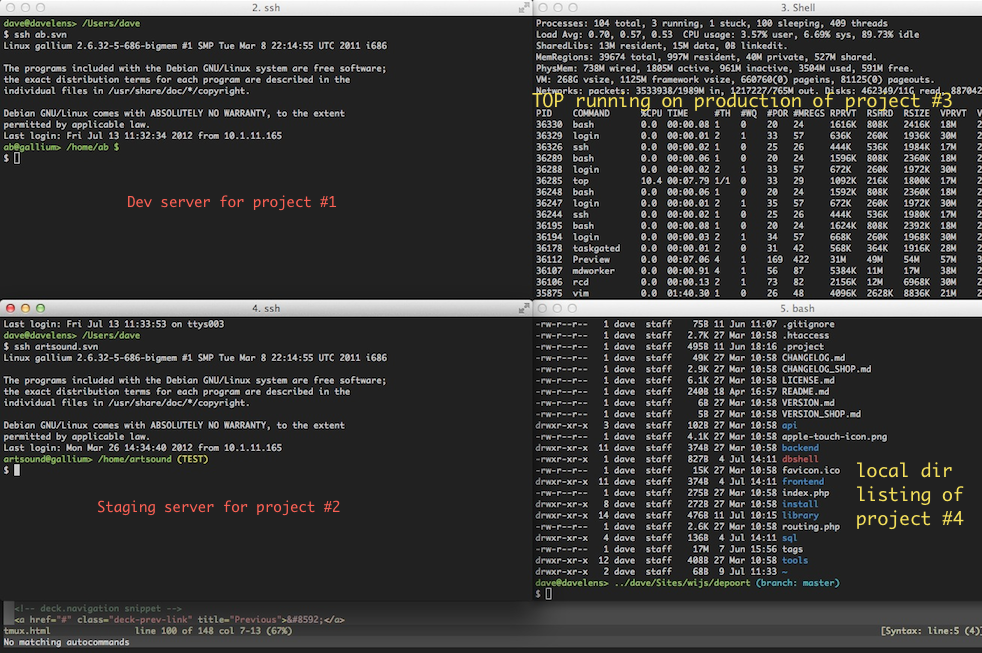 2. ssh
dave@davelens> /Users/dave
$ ssh ab.svn
Linux gallium 2.6.32-5-686-bigmem #1 SMP Tue Mar 8 22:14:55 UTC 2011 i686
The programs included with the Debian GNU/Linux system are free software;
the exact distribution terms for each program are described in the
individual files in /usr/share/doc/*/copyright.
Debian GNU/Linux comes with ABSOLUTELY NO WARRANTY, to the extent
permitted by applicable law.
Last login: Fri Jul 13 11:32:34 2012 from 10.1.11.165
ab@gallium> /home/ab $
$
Dev server for project #1
3. Shell
Processes: 104 total, 3 running, 1 stuck, 100 sleeping, 409 threads
Load Avg: 0.70, 0.57, 0.53  CPU usage: 3.57% user, 6.69% sys, 89.73% idle
SharedLibs: 13M resident, 15M data, 0B linkedit.
MemRegions: 39674 total, 997M resident, 40M private, 527M shared.
PhysMem: 738M wired, 1805M active, 961M inactive, 3504M used, 591M free.
VM: 268G vsize, 1125M framework vsize, 660760(0) pageins, 81125(0) pageouts.
Networks: packets: 3533938/1989M in, 1217227/765M out. Disks: 462349/11G read, 887042
TOP running on production of project #3
PID COMMAND %CPU TIME #TH #WQ #POR #MREGS RPRVT RSHRD RSIZE VPRVT V
36330 bash 0.0 00:00.08 1 0 20 24 1616K 808K 2416K 18M 2
36329 login 0.0 00:00.01 2 1 33 57 636K 260K 1936K 30M 2
36326 ssh 0.0 00:00.02 1 0 25 26 444K 536K 1984K 17M 2
36289 bash 0.0 00:00.06 1 0 20 24 1596K 808K 2360K 18M 2
36288 login 0.0 00:00.02 2 1 33 57 672K 260K 1972K 30M 2
36285 top 10.4 00:07.79 1/1 0 33 29 1092K 216K 1800K 17M 2
36248 bash 0.0 00:00.06 1 0 20 24 1592K 808K 2360K 18M 2
36247 login 0.0 00:00.01 2 1 35 57 672K 260K 1972K 30M 2
36244 ssh 0.0 00:00.02 1 0 25 26 444K 536K 1980K 17M 2
36195 bash 0.0 00:00.08 1 0 20 24 1624K 808K 2392K 18M 2
36194 login 0.0 00:00.03 2 1 34 57 668K 260K 1968K 30M 2
36178 taskgated 0.0 00:00.01 2 0 31 42 568K 364K 1916K 28M 2
36112 Preview 0.0 00:07.06 4 1 169 422 31M 49M 54M 57M
36107 mdworker 0.0 00:00.91 4 1 56 87 5384K 11M 17M 38M 2
36106 rcd 0.0 00:00.13 2 1 73 82 2156K 12M 6968K 30M 2
35875 vim 0.0 01:40.30 1 0 26 48 4096K 2628K 8836K 21M 2
4. ssh
Last login: Fri Jul 13 11:33:53 on ttys003
dave@davelens> /Users/dave
$ ssh artsound.svn
Linux gallium 2.6.32-5-686-bigmem #1 SMP Tue Mar 8 22:14:55 UTC 2011 i686
The programs included with the Debian GNU/Linux system are free software;
the exact distribution terms for each program are described in the
individual files in /usr/share/doc/*/copyright.
Debian GNU/Linux comes with ABSOLUTELY NO WARRANTY, to the extent
permitted by applicable law.
Last login: Mon Mar 26 14:34:40 2012 from 10.1.11.165
artsound@gallium> /home/artsound (TEST)
$
Staging server for project #2
5. bash
-rw-r--r-- 1 dave staff 75B 11 Jun 11:07 .gitignore
-rw-r--r-- 1 dave staff 2.7K 27 Mar 10:58 .htaccess
-rw-r--r-- 1 dave staff 495B 11 Jun 18:16 .project
-rw-r--r-- 1 dave staff 49K 27 Mar 10:58 CHANGELOG.md
-rw-r--r-- 1 dave staff 2.9K 27 Mar 10:58 CHANGELOG_SHOP.md
-rw-r--r-- 1 dave staff 6.1K 27 Mar 10:58 LICENSE.md
-rw-r--r-- 1 dave staff 240B 18 Apr 16:57 README.md
-rw-r--r-- 1 dave staff 6B 27 Mar 10:58 VERSION.md
-rw-r--r-- 1 dave staff 5B 27 Mar 10:58 VERSION_SHOP.md
drwxr-xr-x 3 dave staff 102B 27 Mar 10:58 api
-rw-r--r-- 1 dave staff 4.1K 27 Mar 10:58 apple-touch-icon.png
drwxr-xr-x 11 dave staff 374B 27 Mar 10:58 backend
-rwxr-xr-x 1 dave staff 827B 4 Jul 14:11 dbshell
-rw-r--r-- 1 dave staff 15K 27 Mar 10:58 favicon.ico
drwxr-xr-x 11 dave staff 374B 4 Jul 14:11 frontend
-rw-r--r-- 1 dave staff 275B 27 Mar 10:58 index.php
drwxr-xr-x 8 dave staff 272B 27 Mar 10:58 install
drwxr-xr-x 14 dave staff 476B 11 Jul 10:15 library
-rw-r--r-- 1 dave staff 2.6K 27 Mar 10:58 routing.php
drwxr-xr-x 4 dave staff 136B 4 Jul 14:11 sql
-rw-r--r-- 1 dave staff 17M 7 Jun 15:56 tags
drwxr-xr-x 12 dave staff 408B 27 Mar 10:58 tools
drwxr-xr-x 2 dave staff 68B 9 Jul 11:33 ~
dave@davelens> ../dave/Sites/wijs/depoort (branch: master)
$
local dir
listing of
project #4
<!-- deck.navigation snippet -->
<a href="#" class="deck-prev-link" title="Previous">&#8592;</a>
tmux.html line 100 of 148 col 7-13 (67%) [Syntax: line:5 (4)]
No matching autocommands